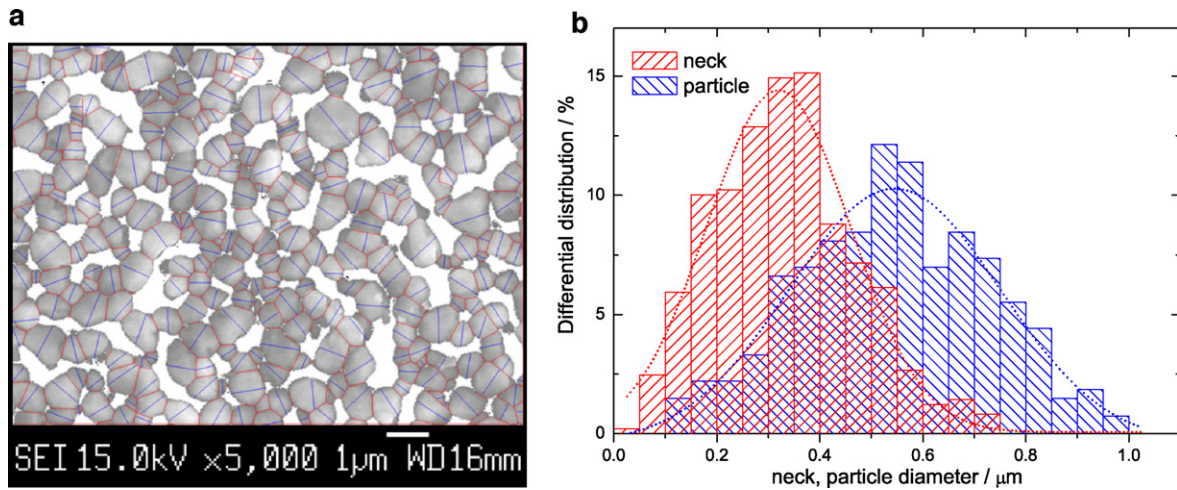 a
SEI 15.0kV ×5,000 1μm WD16mm
b
Differential distribution / %
15
10
5
0
neck
particle
0.0 0.2 0.4 0.6 0.8 1.0
neck, particle diameter / μm